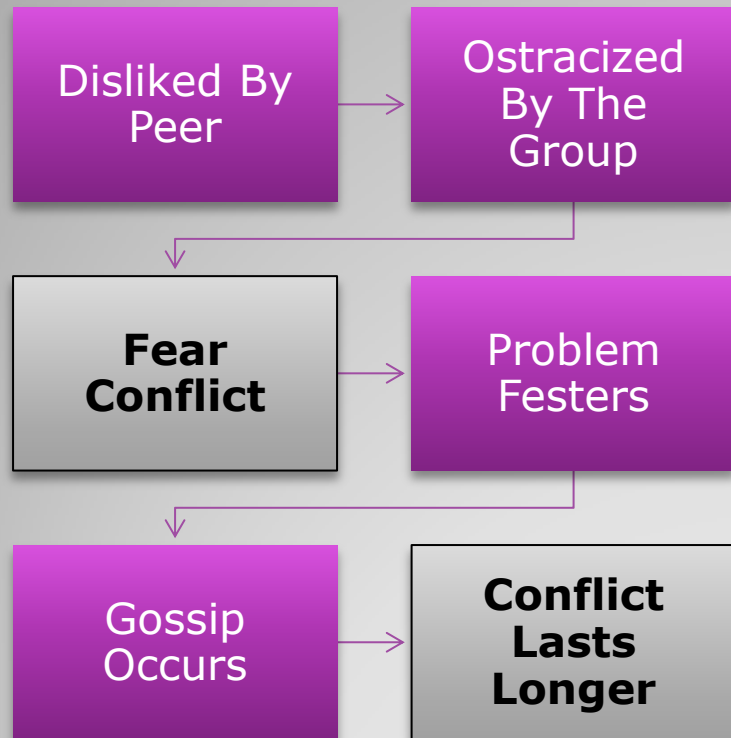 Disliked By
Peer
Ostracized
By The
Group
Fear
Conflict
Problem
Festers
Gossip
Occurs
Conflict
Lasts
Longer